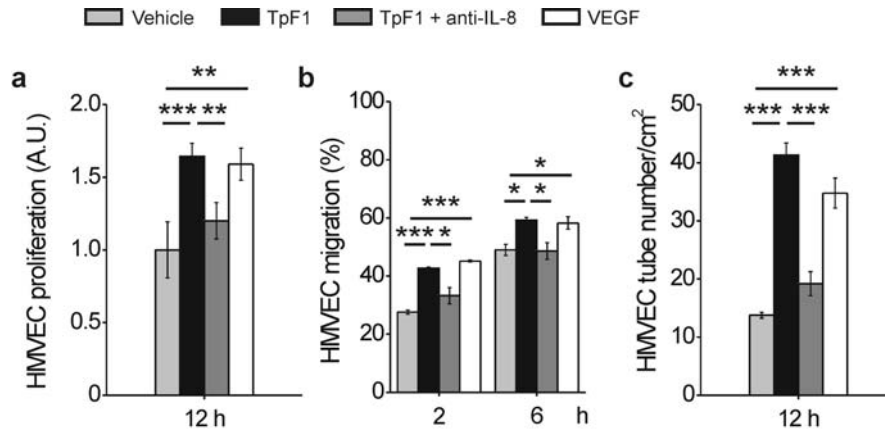 Vehicle TpF1 TpF1 + anti-IL-8 VEGF
a
**
*** **
HMVEC proliferation (A.U.)
2.0
1.5
1.0
0.5
0
12 h
b
HMVEC migration (%)
100
80
60
40
20
0
***
*** *
*
* *
2 6 h
c
***
*** ***
HMVEC tube number/cm²
50
40
30
20
10
0
12 h